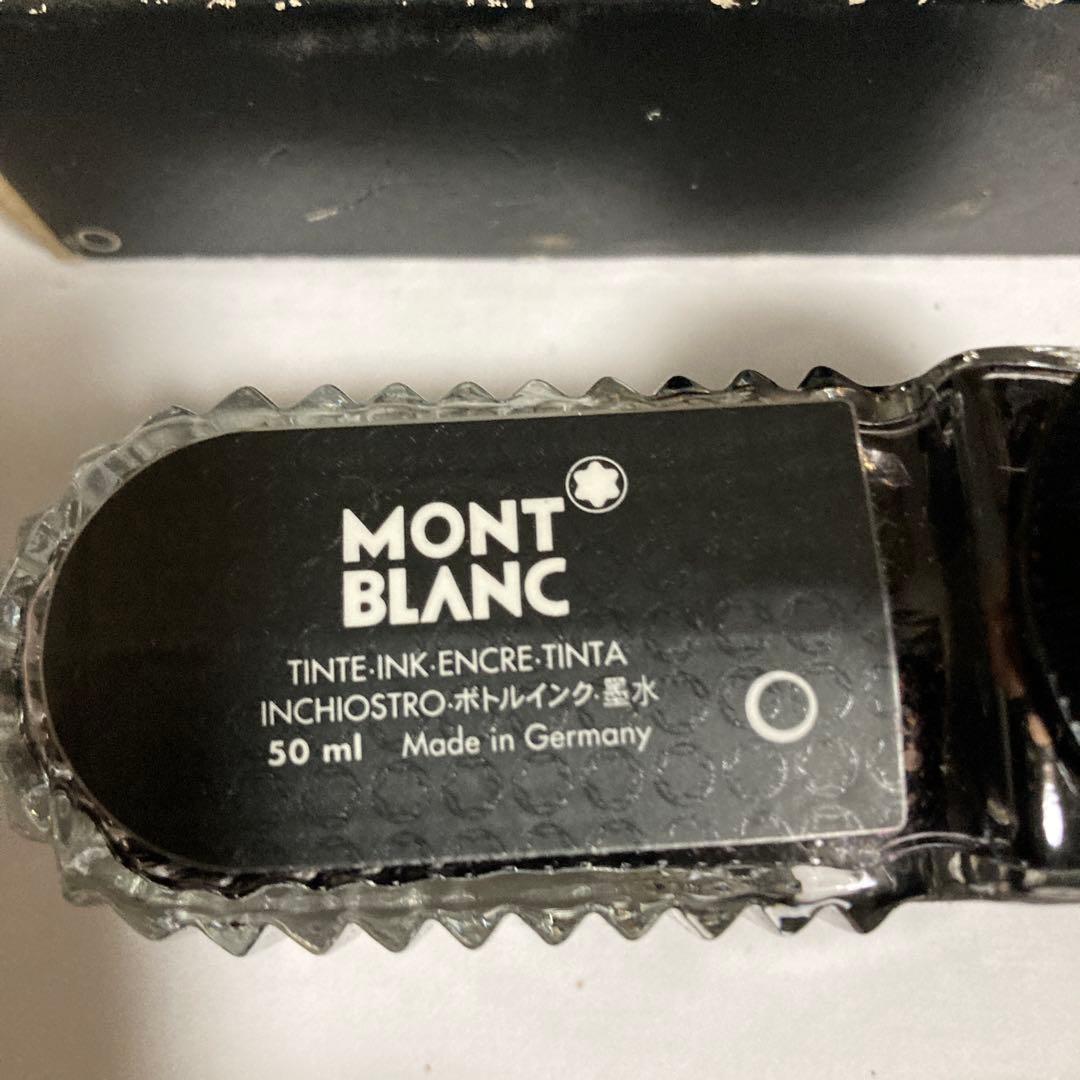 MONT
BLANC
TINTE·INK·ENCRE·TINTA
INCHIOSTRO·ボトルインク·墨水
50 ml Made in Germany